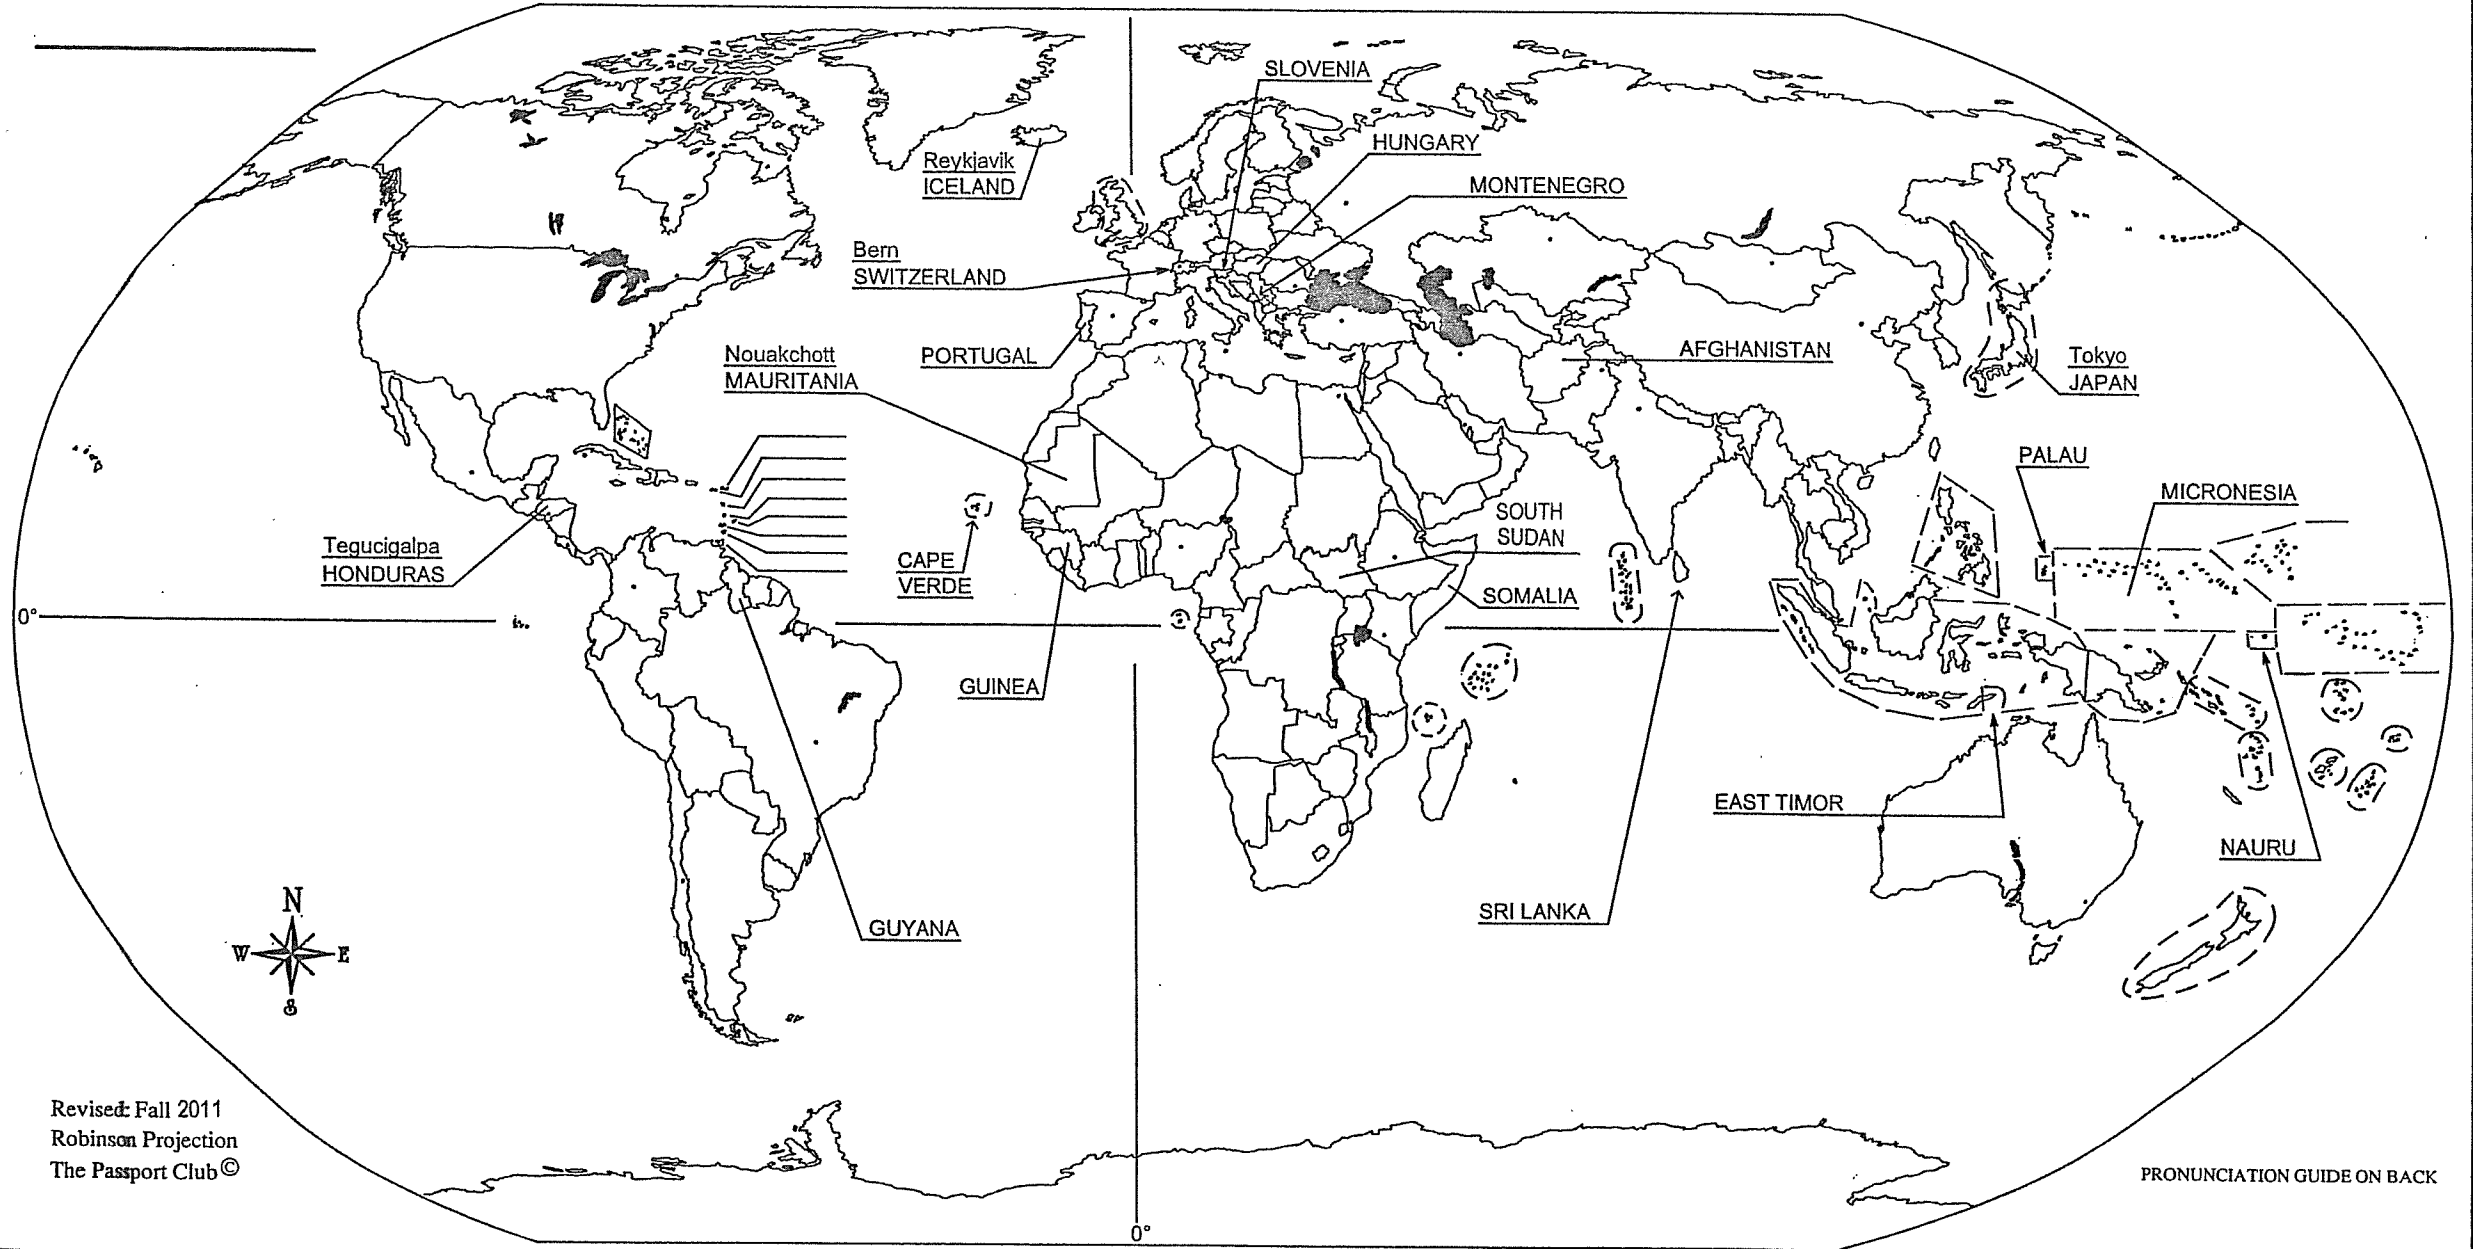 SLOVENIA
HUNGARY
Reykjavik
ICELAND
MONTENEGRO
Bern
SWITZERLAND
Nouakchott
MAURITANIA
PORTUGAL
AFGHANISTAN
Tokyo
JAPAN
PALAU
MICRONESIA
SOUTH
SUDAN
Tegucigalpa
HONDURAS
CAPE
VERDE
SOMALIA
0°
GUINEA
EAST TIMOR
NAURU
SRI LANKA
GUYANA
N
W E
S
Revised: Fall 2011
Robinson Projection
The Passport Club©
PRONUNCIATION GUIDE ON BACK
0°